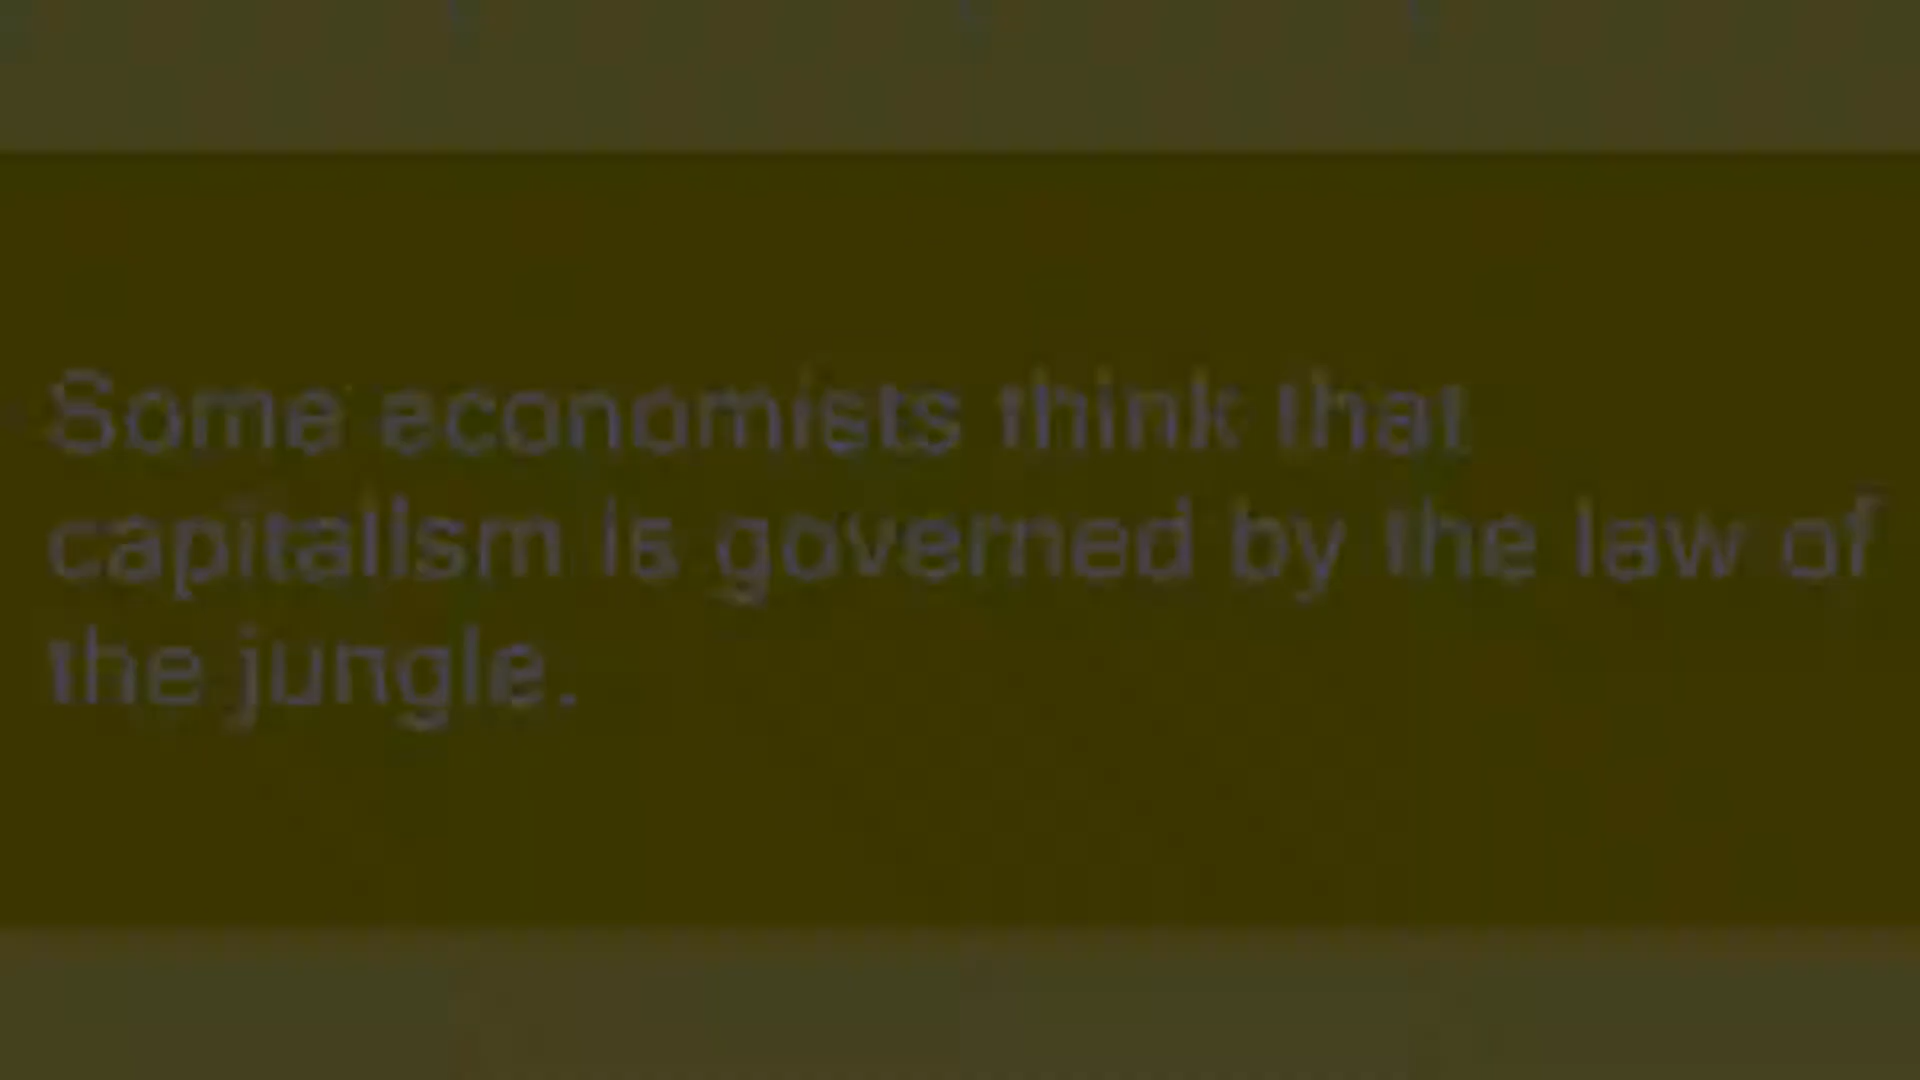 Some economists think that
capitalism is governed by the law of
the jungle.